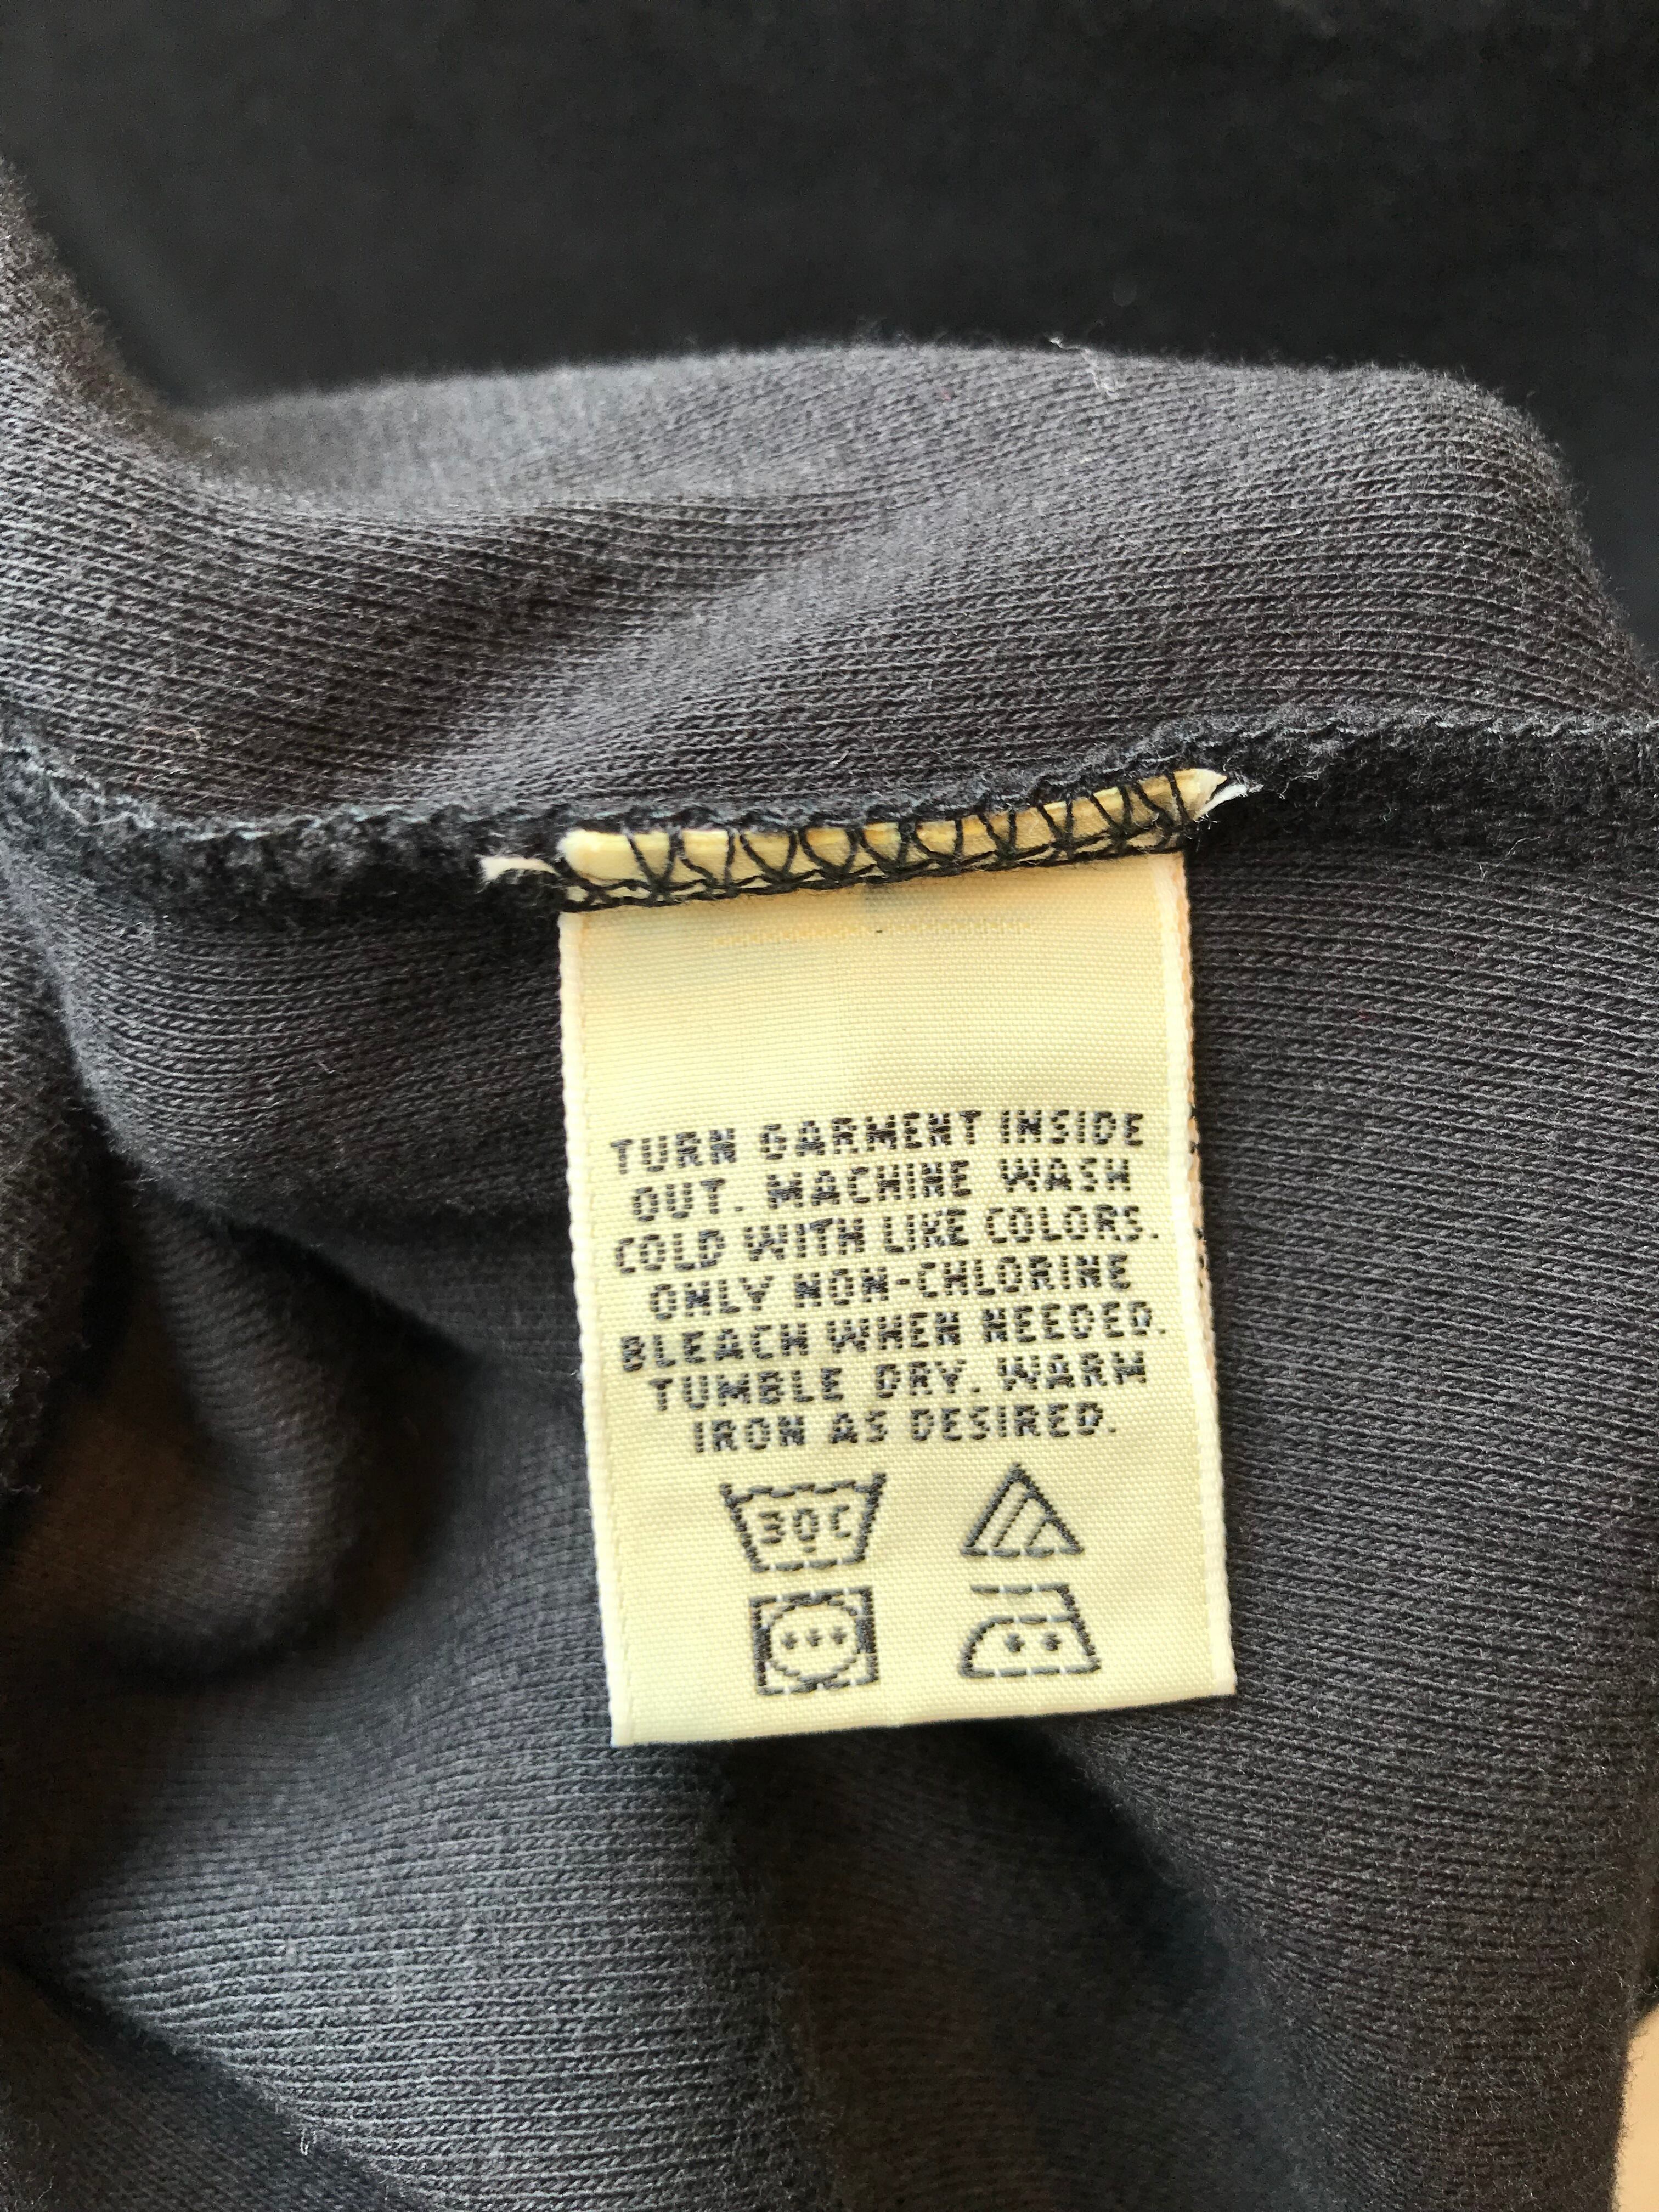 TURN GARMENT INSIDE
OUT. MACHINE WASH
COLD WITH LIKE COLORS.
ONLY NON-CHLORINE
BLEACH WHEN NEEDED.
TUMBLE DRY. WARM
IRON AS DESIRED.
30C